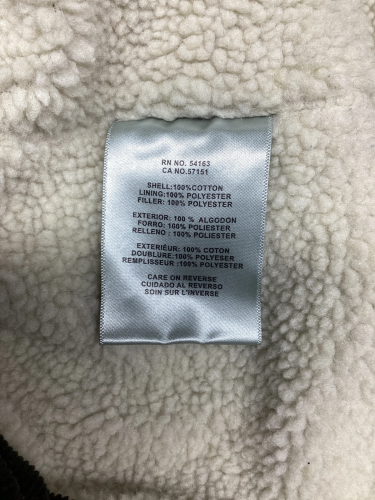 RN NO. 54163
CA NO.57151
SHELL:100%COTTON
LINING:100% POLYESTER
FILLER: 100% POLYESTER
EXTERIOR: 100 % ALGODON
FORRO: 100% POLIESTER
RELLENO : 100% POLIESTER
EXTERIÉUR: 100% COTON
DOUBLURE:100% POLYESER
REMPLISSEUR :100% POLYESTER
CARE ON REVERSE
CUIDADO AL REVERSO
SOIN SUR L'INVERSE